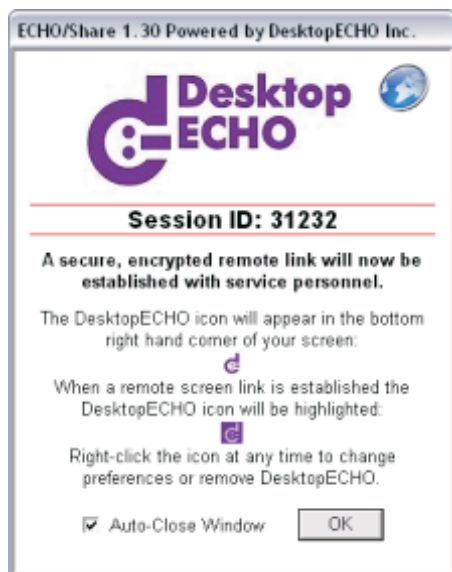 ECHO/Share 1.30 Powered by DesktopECHO Inc.
Desktop
ECHO
Session ID: 31232
A secure, encrypted remote link will now be
established with service personnel.
The DesktopECHO icon will appear in the bottom
right hand corner of your screen:
When a remote screen link is established the
DesktopECHO icon will be highlighted:
Right-click the icon at any time to change
preferences or remove DesktopECHO.
Auto-Close Window
OK